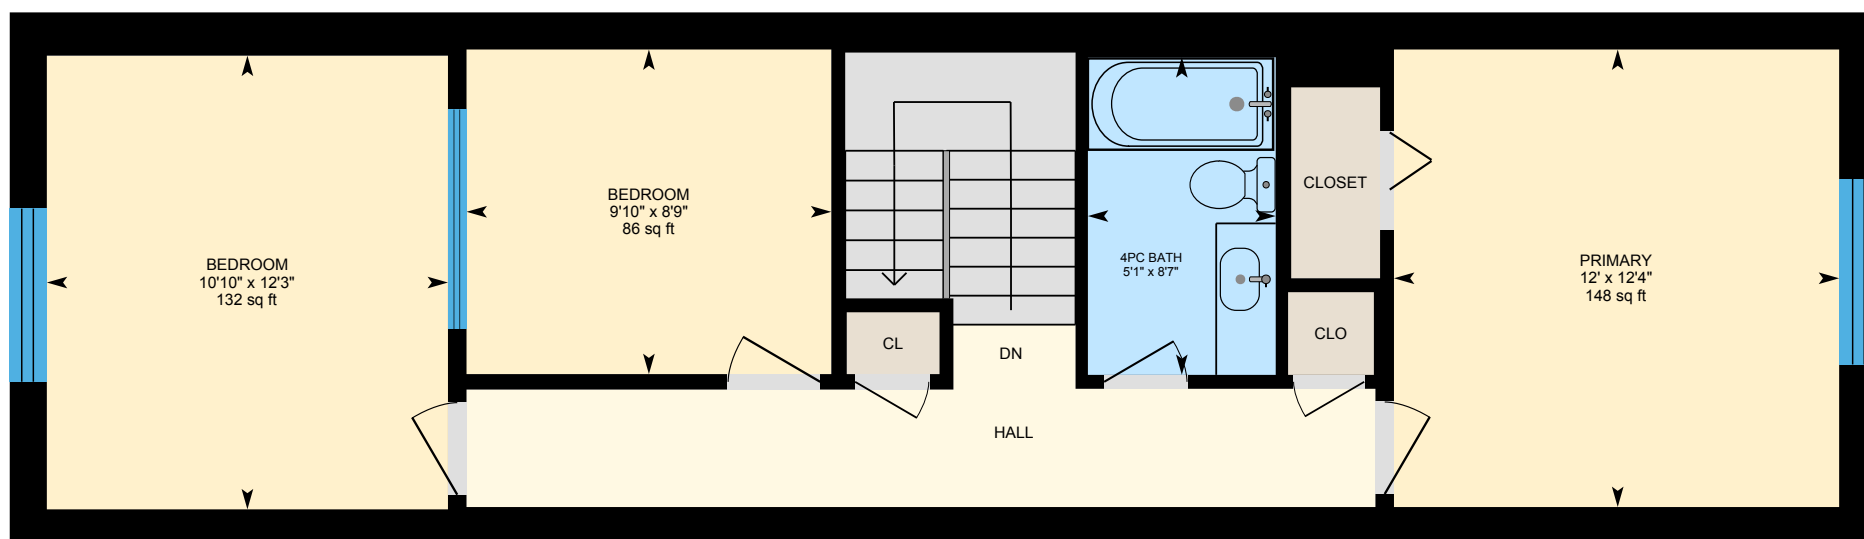 BEDROOM
10'10" x 12'3"
132 sq ft
BEDROOM
9'10" x 8'9"
86 sq ft
CL
DN
HALL
4PC BATH
5'1" x 8'7"
CLOSET
CLO
PRIMARY
12' x 12'4"
148 sq ft